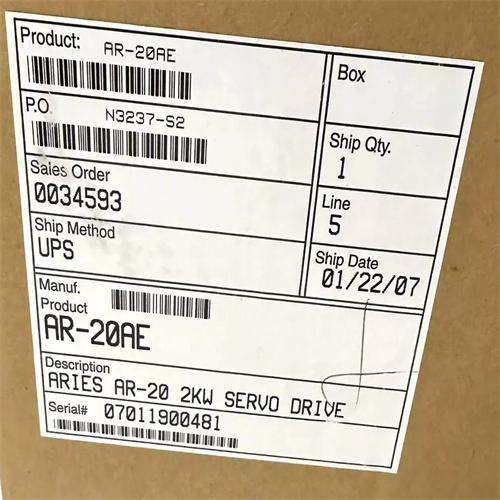 Product: AR-20AE
Box
P.O. N3237-S2
Ship Qty.
1
Sales Order
0034593
Line
5
Ship Method
UPS
Ship Date
01/22/07
Manuf.
Product
AR-20AE
Description
ARIES AR-20 2KW SERVO DRIVE
Serial# 07011900481